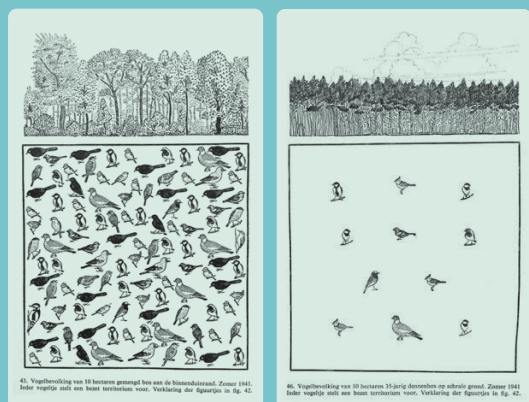 43. Vogelbevolking van 10 hectaren gemengd bos aan de binnenduinrand. Zomer 1941.
Ieder vogeltje stelt een bezet territorium voor. Verklaring der figuurtjes in fig. 42.
46. Vogelbevolking van 10 hectaren 35-jarig dennenbos op schrale grond. Zomer 1941
Ieder vogeltje stelt een bezet territorium voor. Verklaring der figuurtjes in fig. 42.